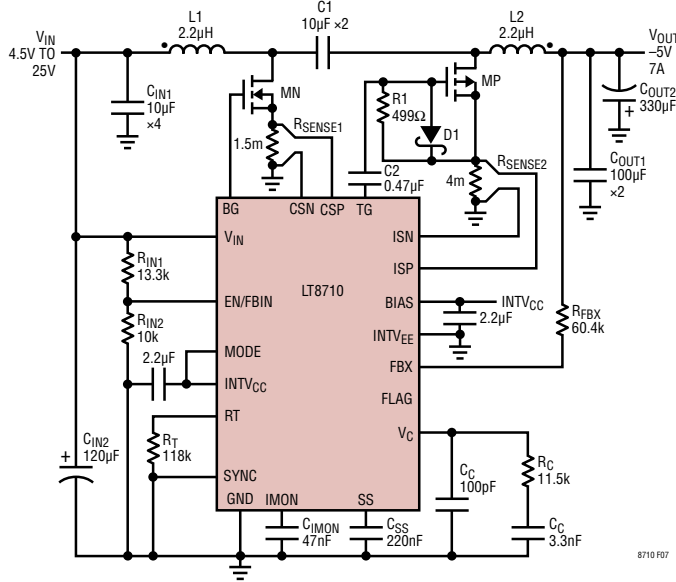 VIN
4.5V TO
25V
L1
2.2µH
C1
10µF ×2
L2
2.2µH
VOUT
–5V
7A
CIN1
10µF
×4
MN
RSENSE1
1.5m
R1
499Ω
D1
MP
C2
0.47µF
RSENSE2
4m
COUT2
330µF
+
COUT1
100µF
×2
BG
CSN
CSP
TG
VIN
ISN
RIN1
13.3k
ISP
LT8710
EN/FBIN
BIAS
INTVCC
2.2µF
RFBX
60.4k
RIN2
10k
INTVEE
MODE
2.2µF
FBX
INTVCC
FLAG
RT
VC
CIN2
120µF
+
RT
118k
SYNC
CC
100pF
RC
11.5k
GND
IMON
SS
CIMON
47nF
CSS
220nF
CC
3.3nF
8710 F07